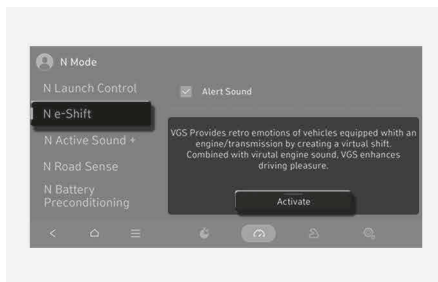 N Mode
N Launch Control
Alert Sound
N e-Shift
N Active Sound +
N Road Sense
N Battery
Preconditioning
VGS Provides retro emotions of vehicles equipped whith an
engine/transmission by creating a virtual shift.
Combined with virutal engine sound, VGS enhances
driving pleasure.
Activate